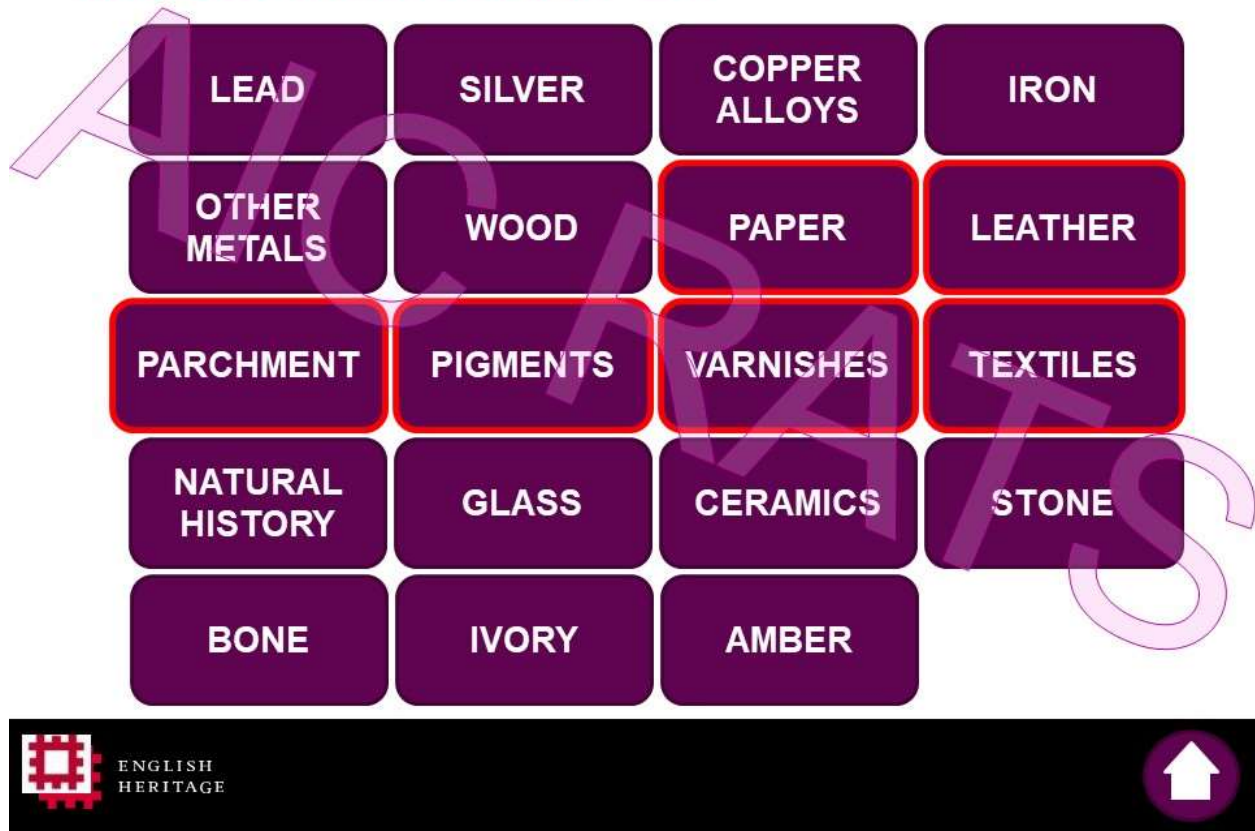 LEAD
SILVER
COPPER
ALLOYS
IRON
OTHER
METALS
WOOD
PAPER
LEATHER
PARCHMENT
PIGMENTS
VARNISHES
TEXTILES
NATURAL
HISTORY
GLASS
CERAMICS
STONE
BONE
IVORY
AMBER
AIC RATS
ENGLISH
HERITAGE